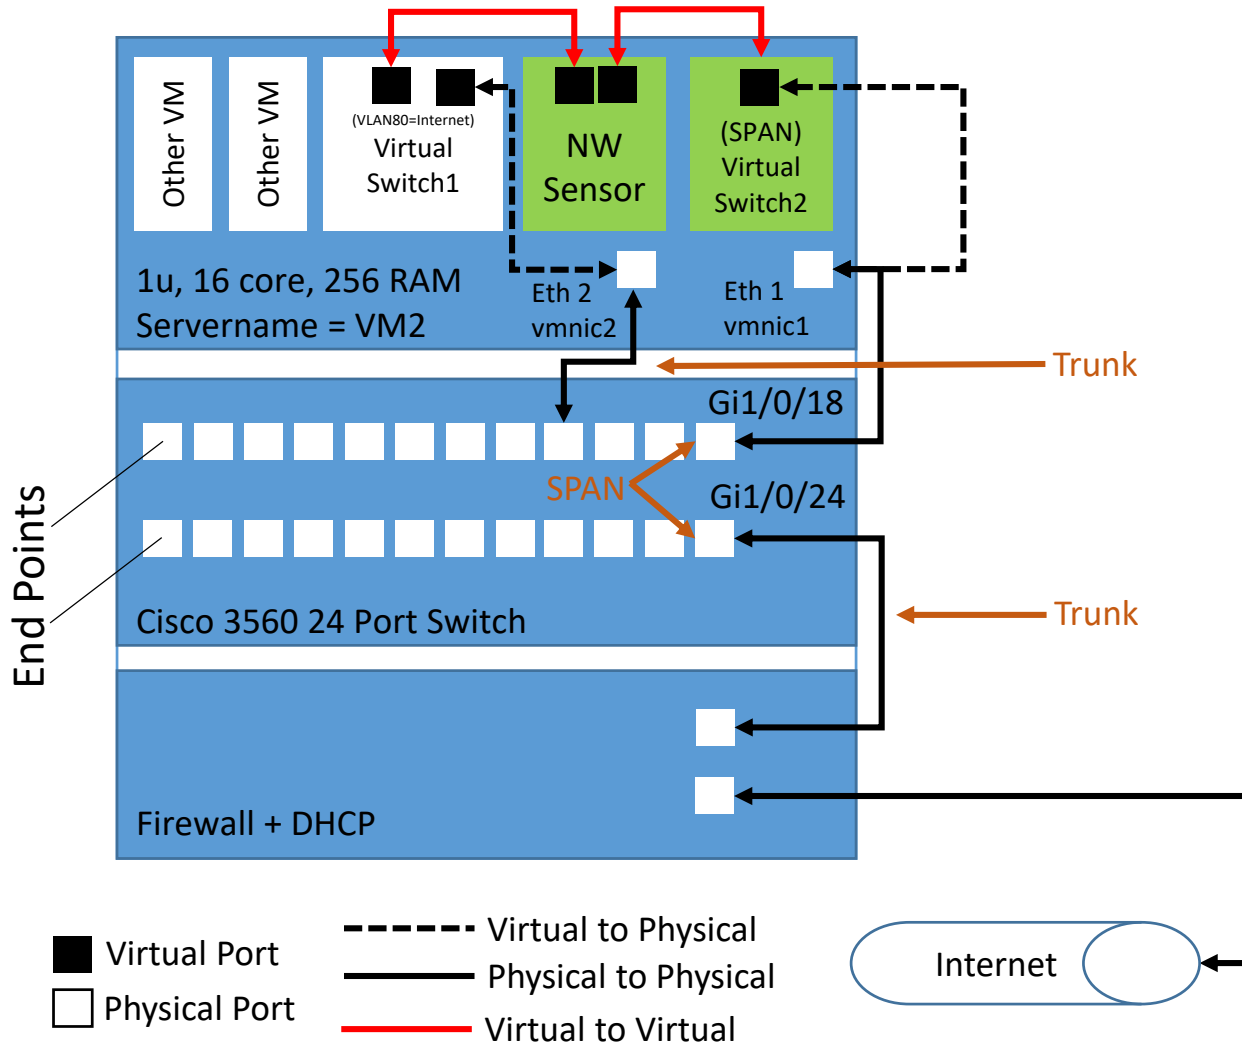 Other VM
Other VM
(VLAN80=Internet)
Virtual
Switch1
NW
Sensor
(SPAN)
Virtual
Switch2
1u, 16 core, 256 RAM
Servername = VM2
Eth 2
vmnic2
Eth 1
vmnic1
Trunk
Gi1/0/18
SPAN
Gi1/0/24
End Points
Cisco 3560 24 Port Switch
Trunk
Firewall + DHCP
Virtual Port
Physical Port
Virtual to Physical
Physical to Physical
Virtual to Virtual
Internet